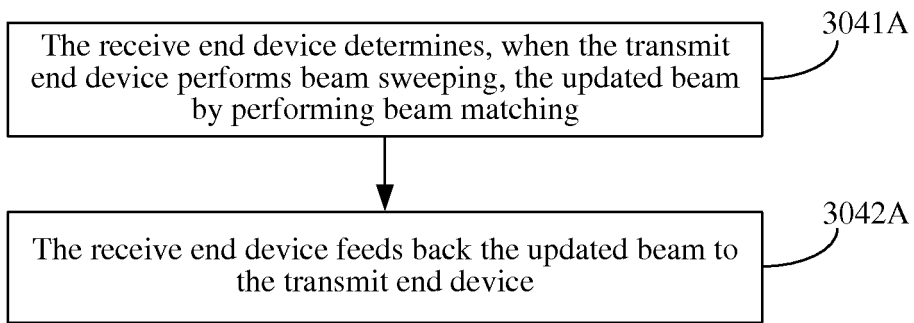 3041A
The receive end device determines, when the transmit
end device performs beam sweeping, the updated beam
by performing beam matching
3042A
The receive end device feeds back the updated beam to
the transmit end device